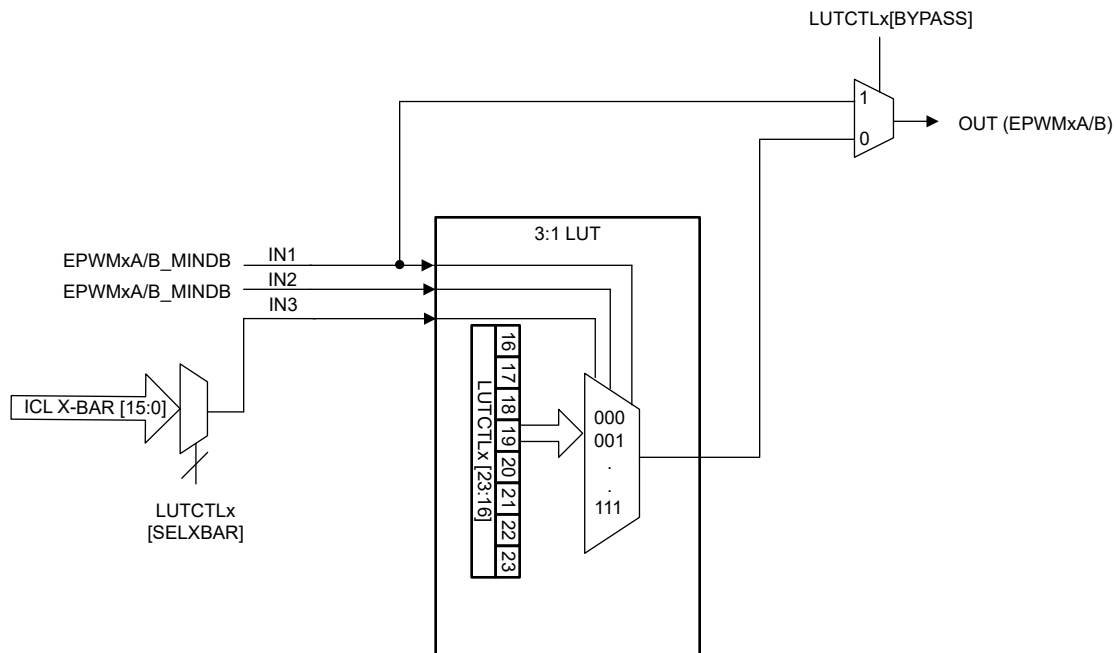 LUTCTLx[BYPASS]
1
OUT (EPWMxA/B)
0
3:1 LUT
EPWMxA/B_MINDB
IN1
EPWMxA/B_MINDB
IN2
IN3
ICL X-BAR [15:0]
LUTCTLx
[SELXBAR]
LUTCTLx [23:16]
16
17
18
19
20
21
22
23
000
001
.
.
111